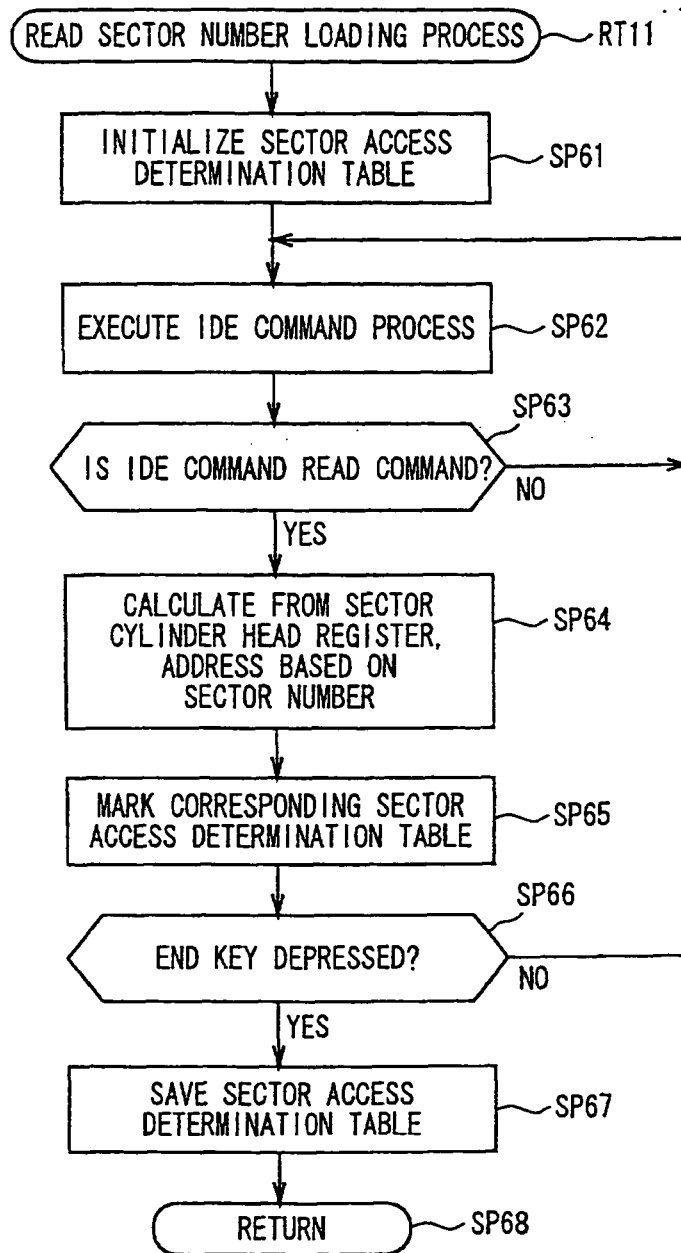 READ SECTOR NUMBER LOADING PROCESS RT11
INITIALIZE SECTOR ACCESS
DETERMINATION TABLE
SP61
EXECUTE IDE COMMAND PROCESS SP62
SP63
IS IDE COMMAND READ COMMAND?
NO
YES
CALCULATE FROM SECTOR
CYLINDER HEAD REGISTER,
ADDRESS BASED ON
SECTOR NUMBER
SP64
MARK CORRESPONDING SECTOR
ACCESS DETERMINATION TABLE
SP65
SP66
END KEY DEPRESSED?
NO
YES
SAVE SECTOR ACCESS
DETERMINATION TABLE
SP67
RETURN SP68